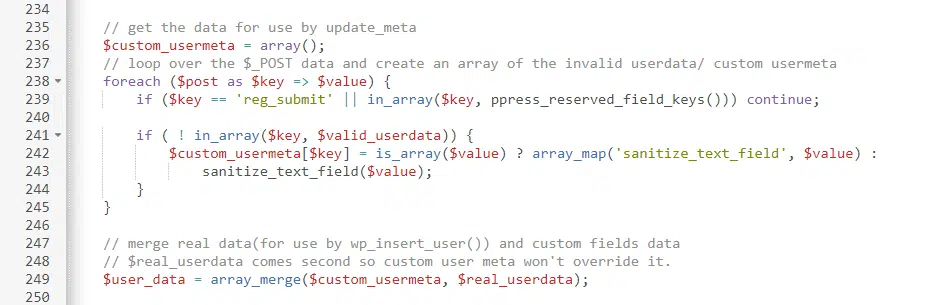 234
235 // get the data for use by update_meta
236 $custom_usermeta = array();
237 // loop over the $_POST data and create an array of the invalid userdata/ custom usermeta
238 foreach ($post as $key => $value) {
239 if ($key == 'reg_submit' || in_array($key, ppress_reserved_field_keys())) continue;
240
241 if ( ! in_array($key, $valid_userdata)) {
242 $custom_usermeta[$key] = is_array($value) ? array_map('sanitize_text_field', $value) :
243 sanitize_text_field($value);
244 }
245 }
246
247 // merge real data(for use by wp_insert_user()) and custom fields data
248 // $real_userdata comes second so custom user meta won't override it.
249 $user_data = array_merge($custom_usermeta, $real_userdata);
250